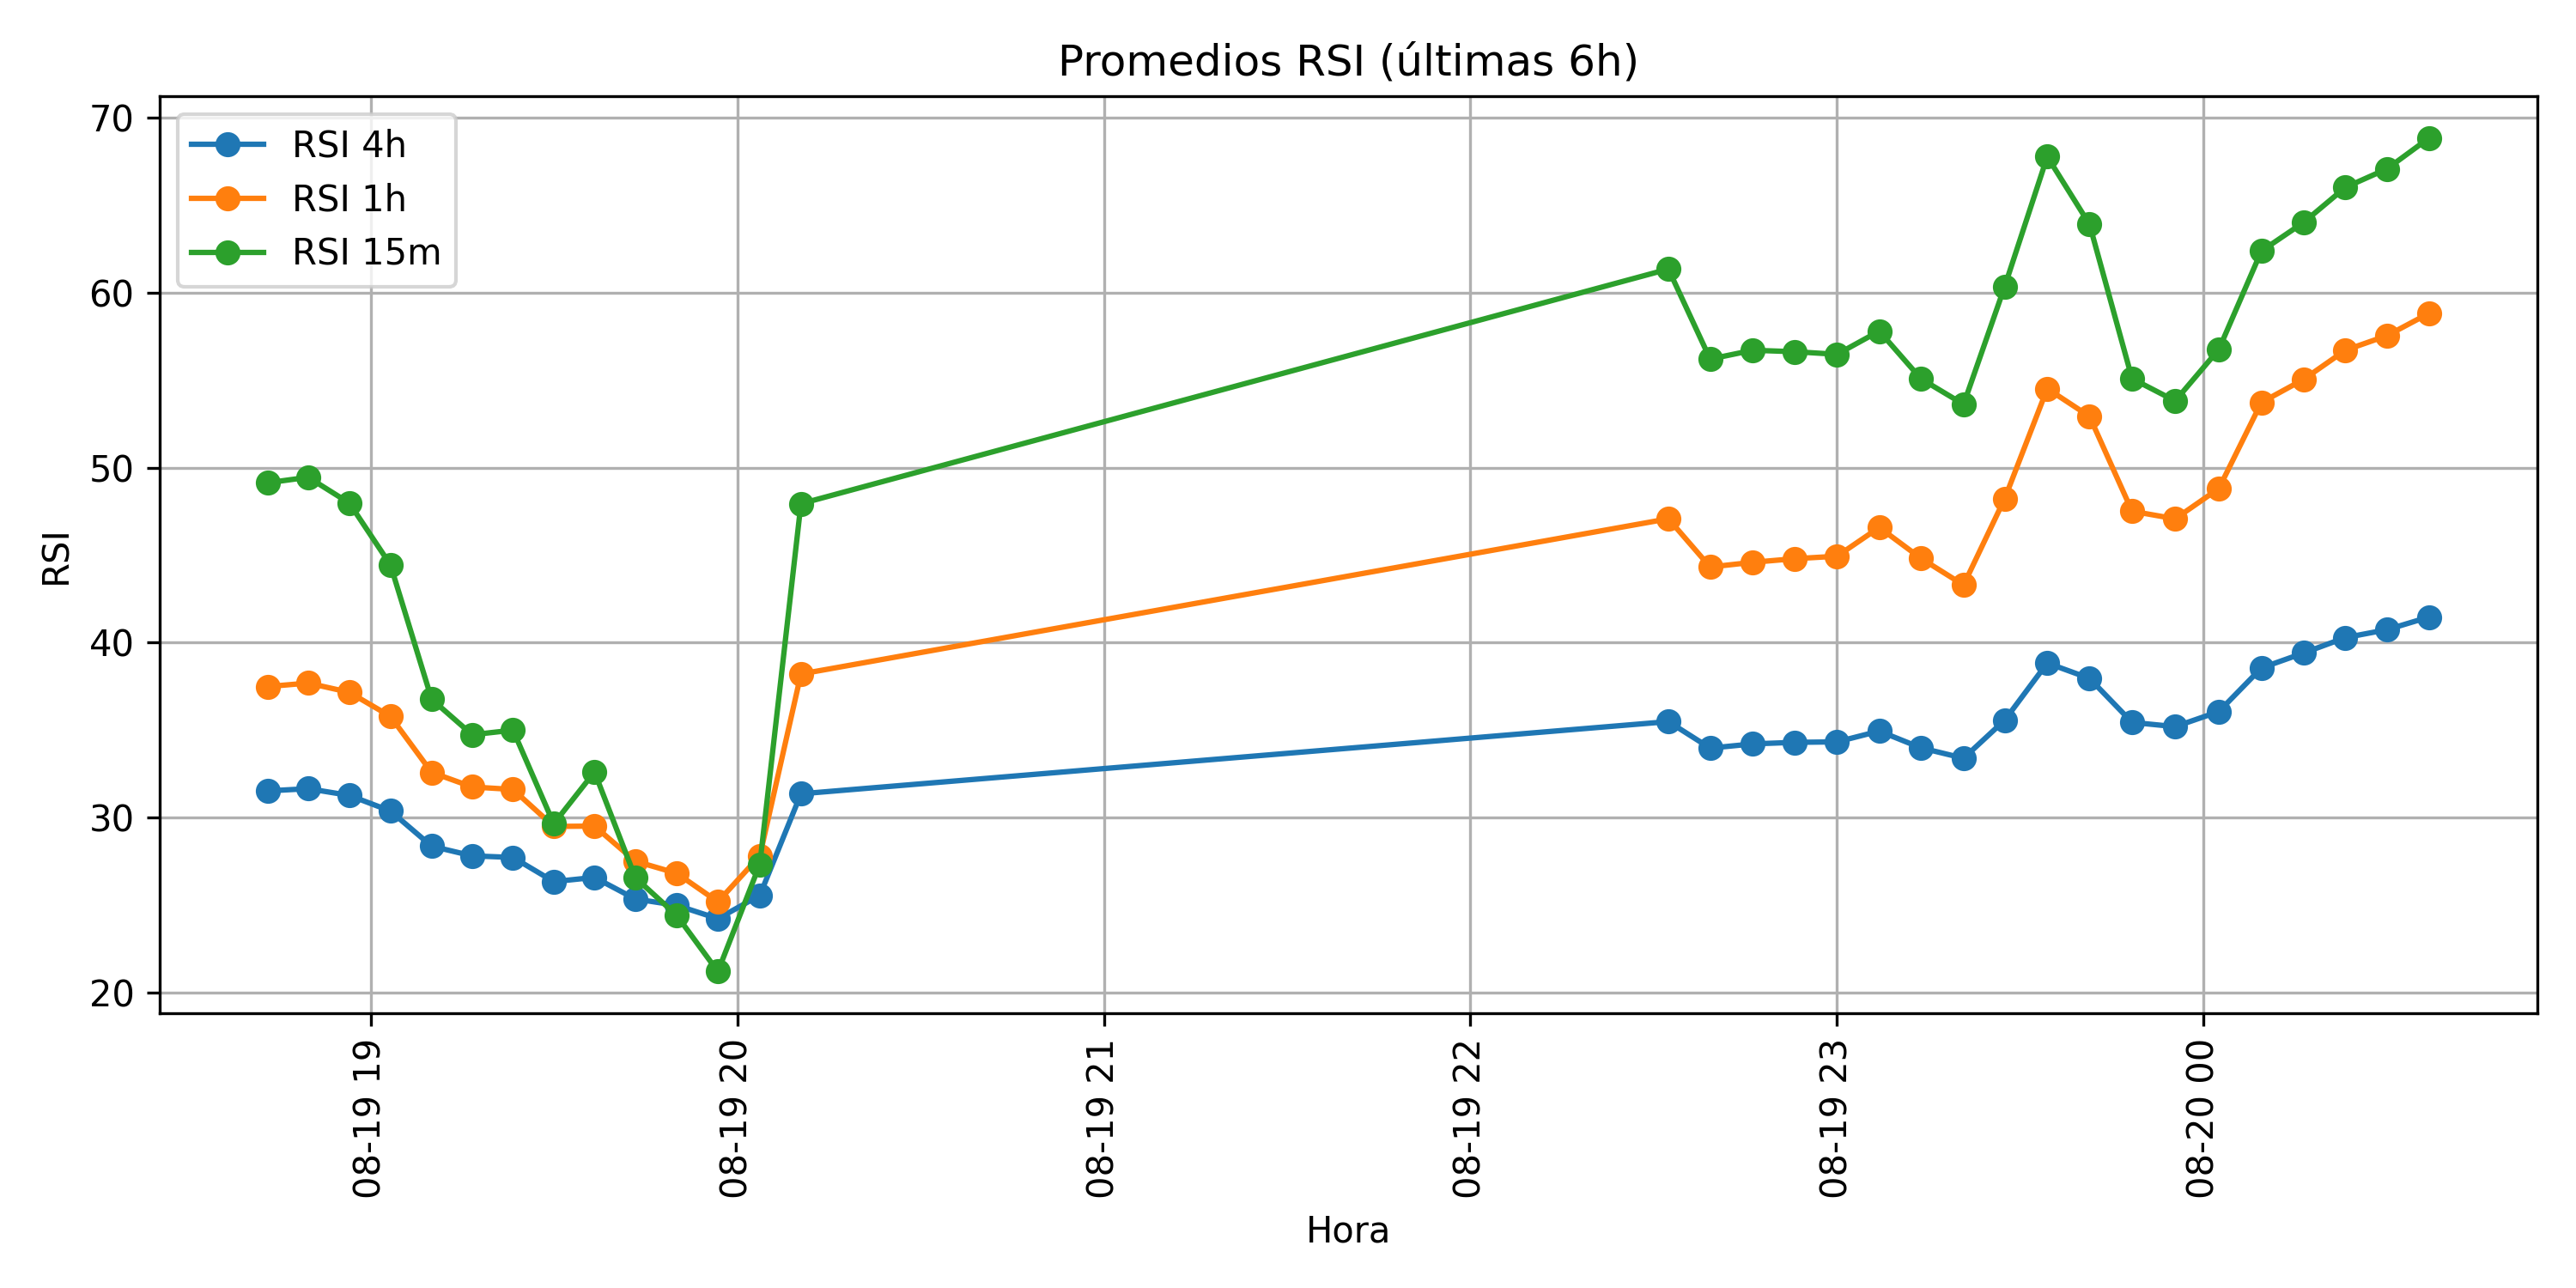 Promedios RSI (últimas 6h)
RSI 4h
RSI 1h
RSI 15m
70
60
50
40
30
20
RSI
08-19 19
08-19 20
08-19 21
08-19 22
08-19 23
08-20 00
Hora